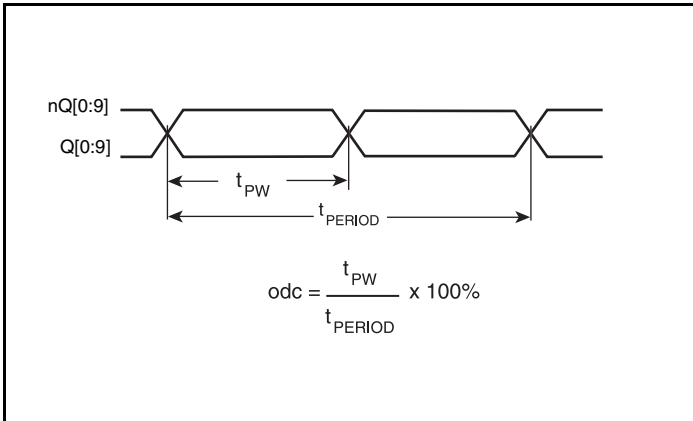 nQ[0:9]
Q[0:9]
tPW
tPERIOD
odc = tPW / tPERIOD x 100%